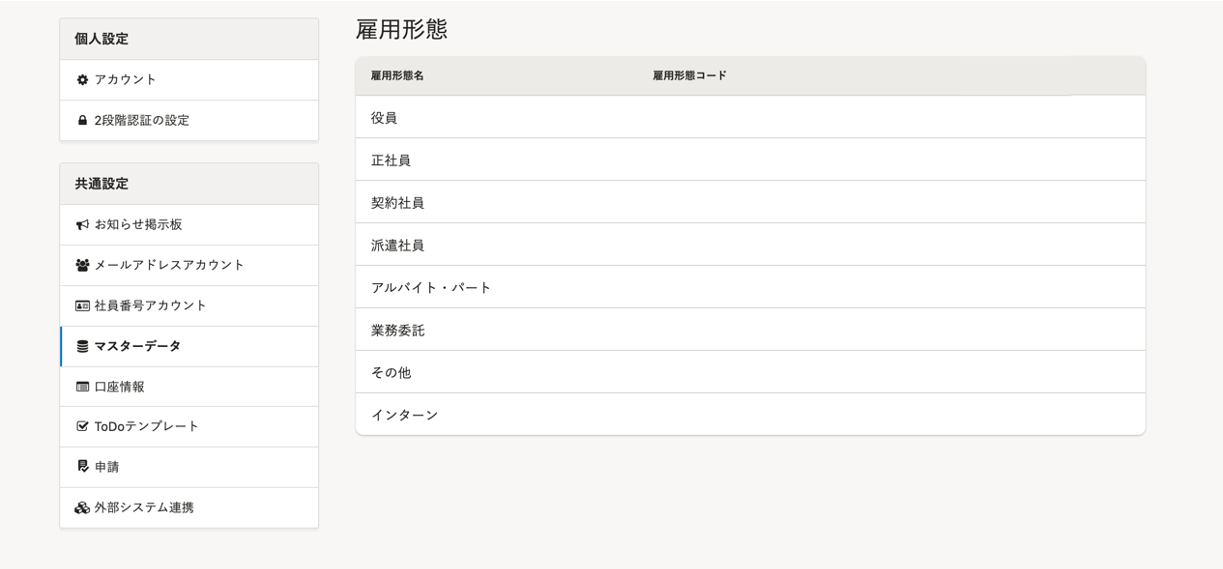 個人設定
アカウント
2段階認証の設定
共通設定
お知らせ掲示板
メールアドレスアカウント
社員番号アカウント
マスターデータ
口座情報
ToDoテンプレート
申請
外部システム連携
雇用形態
雇用形態名 雇用形態コード
役員
正社員
契約社員
派遣社員
アルバイト・パート
業務委託
その他
インターン